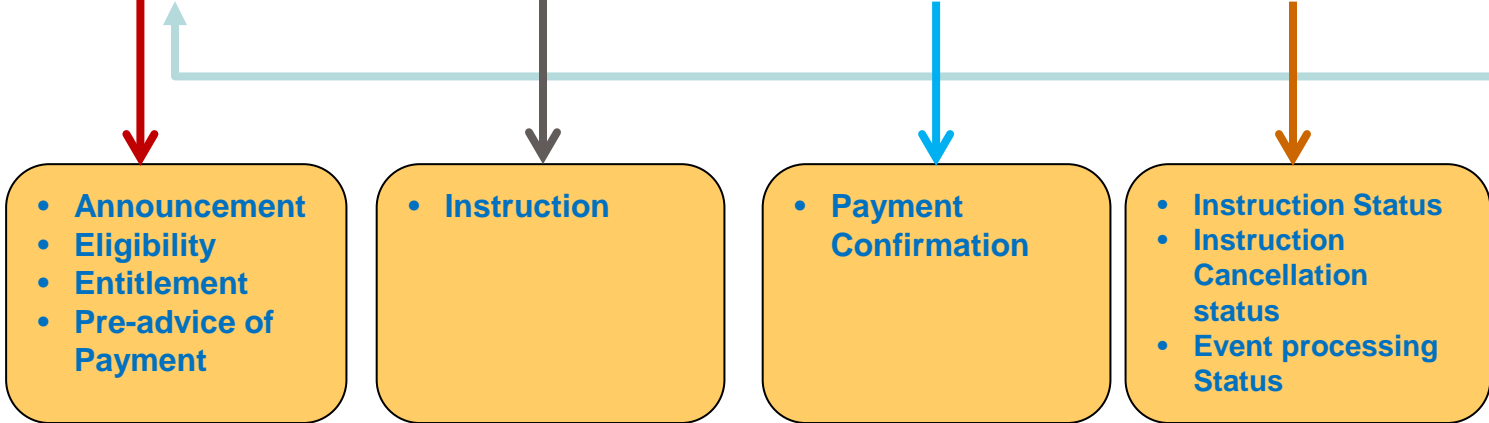 • Announcement
• Eligibility
• Entitlement
• Pre-advice of
Payment
• Instruction
• Payment
Confirmation
• Instruction Status
• Instruction
Cancellation
status
• Event processing
Status